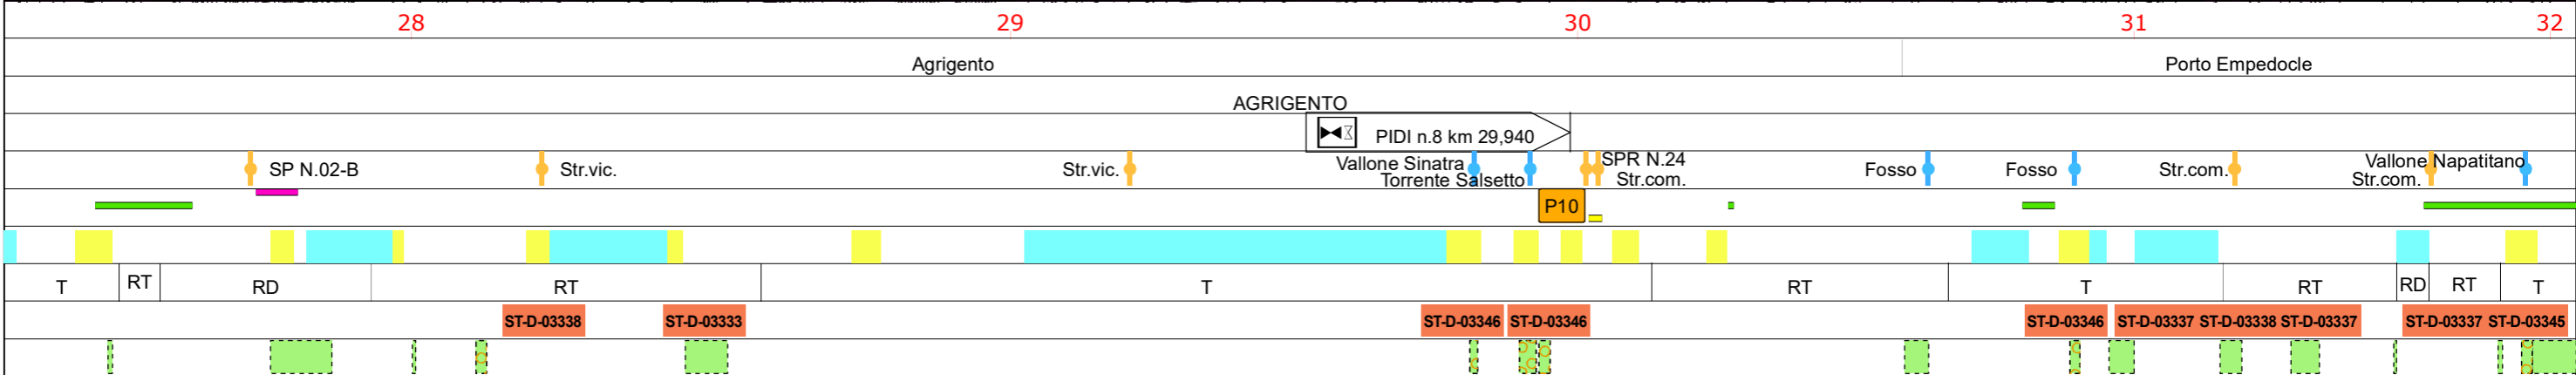 28 29 30 31 32
Agrigento Porto Empedocle
AGRIGENTO
PIDI n.8 km 29,940
SP N.02-B Str.vic. Str.vic. Vallone Sinatra SPR N.24 Fosso Fosso Str.com. Vallone Napatitano
Torrente Salsetto Str.com. Str.com.
P10
T RT RD RT T RT T RT RD RT T
ST-D-03338 ST-D-03333 ST-D-03346 ST-D-03346 ST-D-03346 ST-D-03337 ST-D-03338 ST-D-03337 ST-D-03337 ST-D-03345